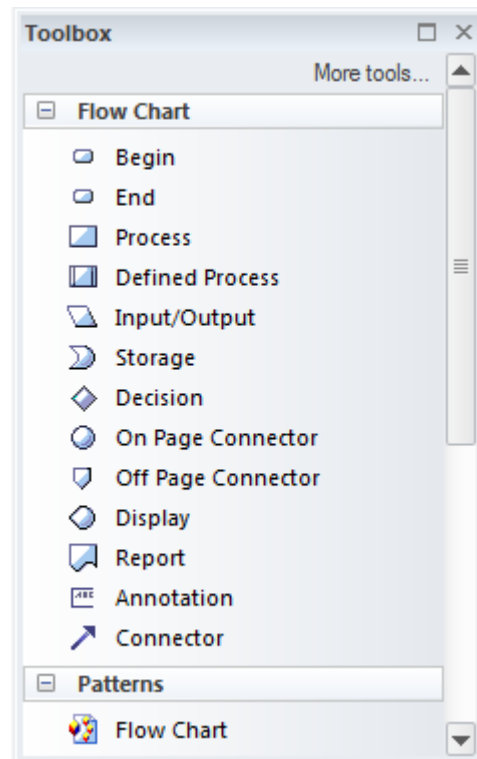 Toolbox
More tools...
Flow Chart
Begin
End
Process
Defined Process
Input/Output
Storage
Decision
On Page Connector
Off Page Connector
Display
Report
ABC
Annotation
Connector
Patterns
Flow Chart